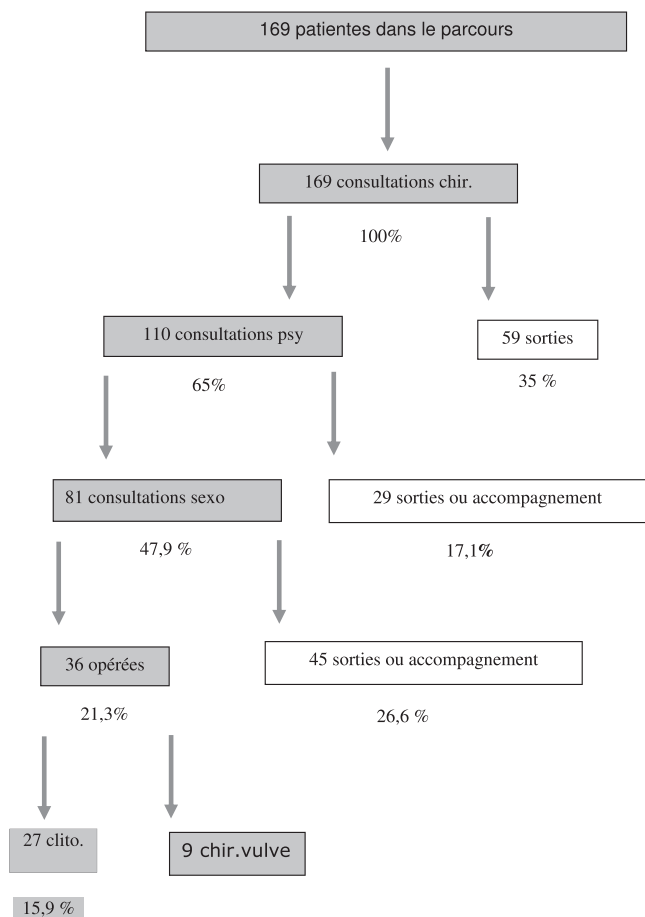 169 patientes dans le parcours
169 consultations chir.
100%
110 consultations psy
59 sorties
65%
35 %
81 consultations sexo
29 sorties ou accompagnement
47,9 %
17,1%
36 opérées
45 sorties ou accompagnement
21,3%
26,6 %
27 clito.
9 chir.vulve
15,9 %